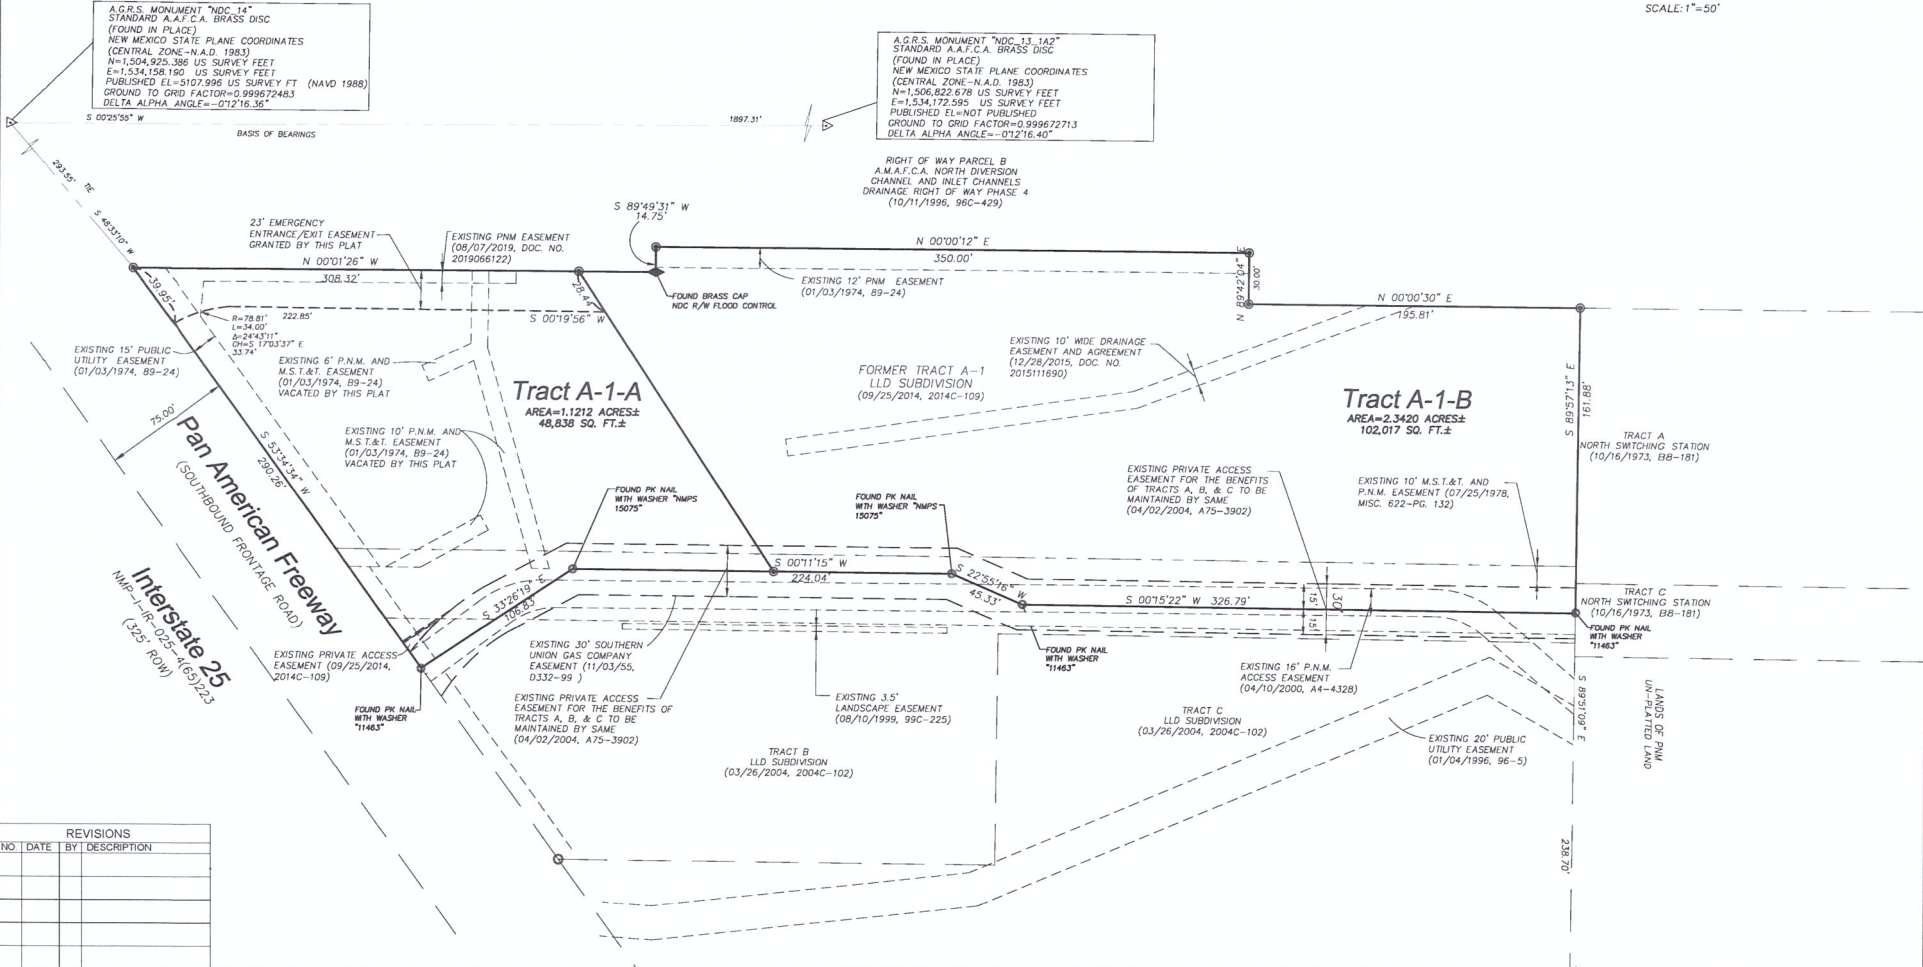 SCALE: 1"=50'
A.G.R.S. MONUMENT "NDC_14"
STANDARD A.A.F.C.A. BRASS DISC
(FOUND IN PLACE)
NEW MEXICO STATE PLANE COORDINATES
(CENTRAL ZONE-N.A.D. 1983)
N=1,504,925.386 US SURVEY FEET
E=1,534,158.190 US SURVEY FEET
PUBLISHED EL=5107.996 US SURVEY FT (NAVD 1988)
GROUND TO GRID FACTOR=0.999672483
DELTA ALPHA ANGLE=-0°12'16.36"
A.G.R.S. MONUMENT "NDC_13_1A2"
STANDARD A.A.F.C.A. BRASS DISC
(FOUND IN PLACE)
NEW MEXICO STATE PLANE COORDINATES
(CENTRAL ZONE-N.A.D. 1983)
N=1,506,822.678 US SURVEY FEET
E=1,534,172.595 US SURVEY FEET
PUBLISHED EL=NOT PUBLISHED
GROUND TO GRID FACTOR=0.999672713
DELTA ALPHA ANGLE=-0°12'16.40"
S 00°25'55" W
1897.31'
BASIS OF BEARINGS
293.55' TIE
S 48°33'10" W
RIGHT OF WAY PARCEL B
A.M.A.F.C.A. NORTH DIVERSION
CHANNEL AND INLET CHANNELS
DRAINAGE RIGHT OF WAY PHASE 4
(10/11/1996, 96C-429)
S 89°49'31" W
14.75'
23' EMERGENCY
ENTRANCE/EXIT EASEMENT
GRANTED BY THIS PLAT
EXISTING PNM EASEMENT
(08/07/2019, DOC. NO.
2019066122)
N 00°01'26" W
308.32'
N 00°00'12" E
350.00'
N 89°42'04" E
30.00'
N 00°00'30" E
195.81'
EXISTING 12' PNM EASEMENT
(01/03/1974, 89-24)
FOUND BRASS CAP
NDC R/W FLOOD CONTROL
39.95'
28.44'
R=78.81'
L=34.00'
Δ=24°43'11"
CH=S 17°03'37" E
33.74'
222.85'
S 00°19'56" W
EXISTING 15' PUBLIC
UTILITY EASEMENT
(01/03/1974, B9-24)
EXISTING 6' P.N.M. AND
M.S.T.&T. EASEMENT
(01/03/1974, B9-24)
VACATED BY THIS PLAT
Tract A-1-A
AREA=1.1212 ACRES±
48,838 SQ. FT.±
FORMER TRACT A-1
LLD SUBDIVISION
(09/25/2014, 2014C-109)
EXISTING 10' WIDE DRAINAGE
EASEMENT AND AGREEMENT
(12/28/2015, DOC. NO.
2015111690)
Tract A-1-B
AREA=2.3420 ACRES±
102,017 SQ. FT.±
S 89°57'13" E
161.88'
TRACT A
NORTH SWITCHING STATION
(10/16/1973, B8-181)
75.00'
EXISTING 10' P.N.M. AND
M.S.T.&T. EASEMENT
(01/03/1974, B9-24)
VACATED BY THIS PLAT
Pan American Freeway
(SOUTHBOUND FRONTAGE ROAD)
S 53°34'34" W
290.26'
FOUND PK NAIL
WITH WASHER "NMPS
15075"
FOUND PK NAIL
WITH WASHER "NMPS
15075"
EXISTING PRIVATE ACCESS
EASEMENT FOR THE BENEFITS
OF TRACTS A, B, & C TO BE
MAINTAINED BY SAME
(04/02/2004, A75-3902)
EXISTING 10' M.S.T.&T. AND
P.N.M. EASEMENT (07/25/1978,
MISC. 622-PG. 132)
S 00°11'15" W
224.04'
S 22°55'16" W
45.33'
S 33°26'19" E
106.83'
S 00°15'22" W 326.79'
15'
15'
30'
TRACT C
NORTH SWITCHING STATION
(10/16/1973, B8-181)
FOUND PK NAIL
WITH WASHER
"11463"
Interstate 25
NMP-I-IR-025-4(65)223
(325' ROW)
EXISTING PRIVATE ACCESS
EASEMENT (09/25/2014,
2014C-109)
FOUND PK NAIL
WITH WASHER
"11463"
EXISTING 30' SOUTHERN
UNION GAS COMPANY
EASEMENT (11/03/55,
D332-99 )
EXISTING PRIVATE ACCESS
EASEMENT FOR THE BENEFITS OF
TRACTS A, B, & C TO BE
MAINTAINED BY SAME
(04/02/2004, A75-3902)
EXISTING 3.5'
LANDSCAPE EASEMENT
(08/10/1999, 99C-225)
FOUND PK NAIL
WITH WASHER
"11463"
EXISTING 16' P.N.M.
ACCESS EASEMENT
(04/10/2000, A4-4328)
TRACT C
LLD SUBDIVISION
(03/26/2004, 2004C-102)
TRACT B
LLD SUBDIVISION
(03/26/2004, 2004C-102)
EXISTING 20' PUBLIC
UTILITY EASEMENT
(01/04/1996, 96-5)
S 89°51'09" E
238.70'
LANDS OF PNM
UN-PLATTED LAND
REVISIONS
NO. DATE BY DESCRIPTION